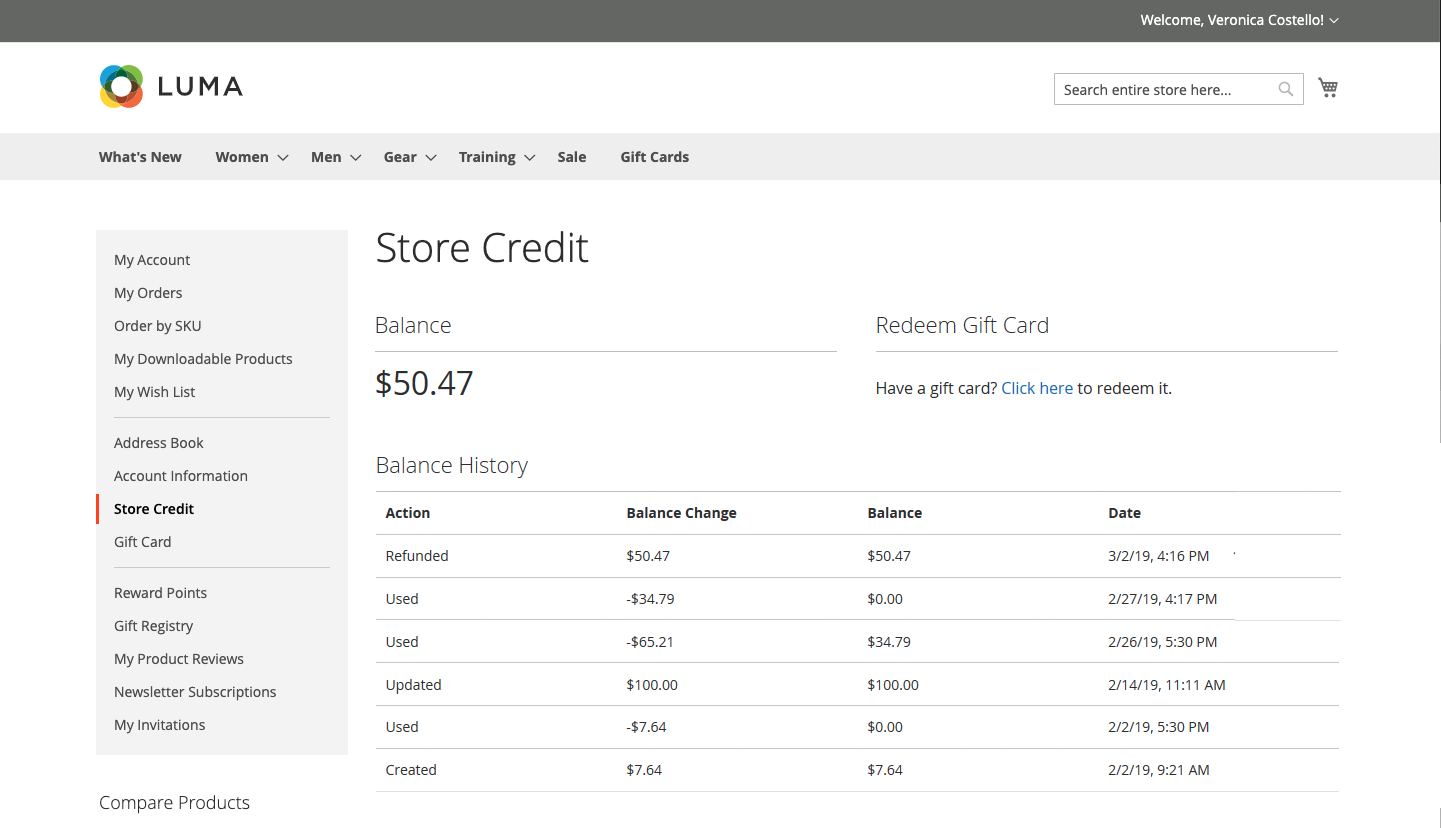 Welcome, Veronica Costello!
LUMA
Search entire store here...
What's New Women Men Gear Training Sale Gift Cards
My Account
My Orders
Order by SKU
My Downloadable Products
My Wish List
Address Book
Account Information
Store Credit
Gift Card
Reward Points
Gift Registry
My Product Reviews
Newsletter Subscriptions
My Invitations
Compare Products
Store Credit
Balance
$50.47
Redeem Gift Card
Have a gift card? Click here to redeem it.
Balance History
Action Balance Change Balance Date
Refunded $50.47 $50.47 3/2/19, 4:16 PM
Used -$34.79 $0.00 2/27/19, 4:17 PM
Used -$65.21 $34.79 2/26/19, 5:30 PM
Updated $100.00 $100.00 2/14/19, 11:11 AM
Used -$7.64 $0.00 2/2/19, 5:30 PM
Created $7.64 $7.64 2/2/19, 9:21 AM